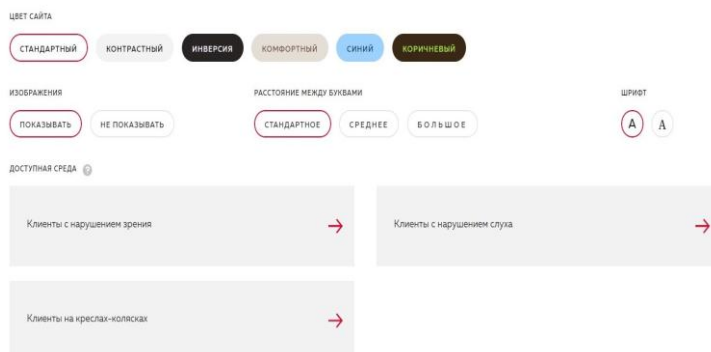 ЦВЕТ САЙТА
СТАНДАРТНЫЙ КОНТРАСТНЫЙ ИНВЕРСИЯ КОМФОРТНЫЙ СИНИЙ КОРИЧНЕВЫЙ
ИЗОБРАЖЕНИЯ РАССТОЯНИЕ МЕЖДУ БУКВАМИ ШРИФТ
ПОКАЗЫВАТЬ НЕ ПОКАЗЫВАТЬ СТАНДАРТНОЕ СРЕДНЕЕ БОЛЬШОЕ А А
ДОСТУПНАЯ СРЕДА ?
Клиенты с нарушением зрения Клиенты с нарушением слуха
Клиенты на креслах-колясках